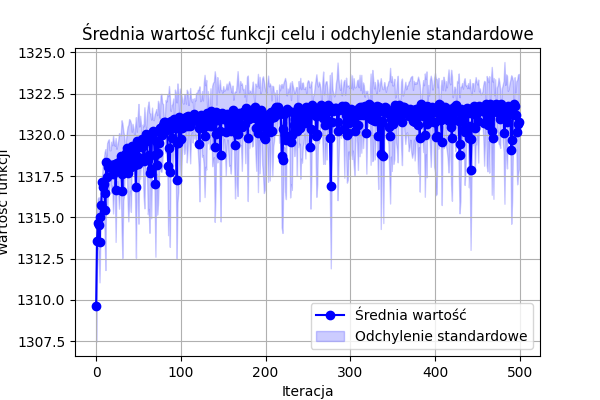 Średnia wartość funkcji celu i odchylenie standardowe
1325.0
1322.5
1320.0
1317.5
1315.0
1312.5
1310.0
1307.5
Wartość funkcji
0
100
200
300
400
500
Iteracja
Średnia wartość
Odchylenie standardowe